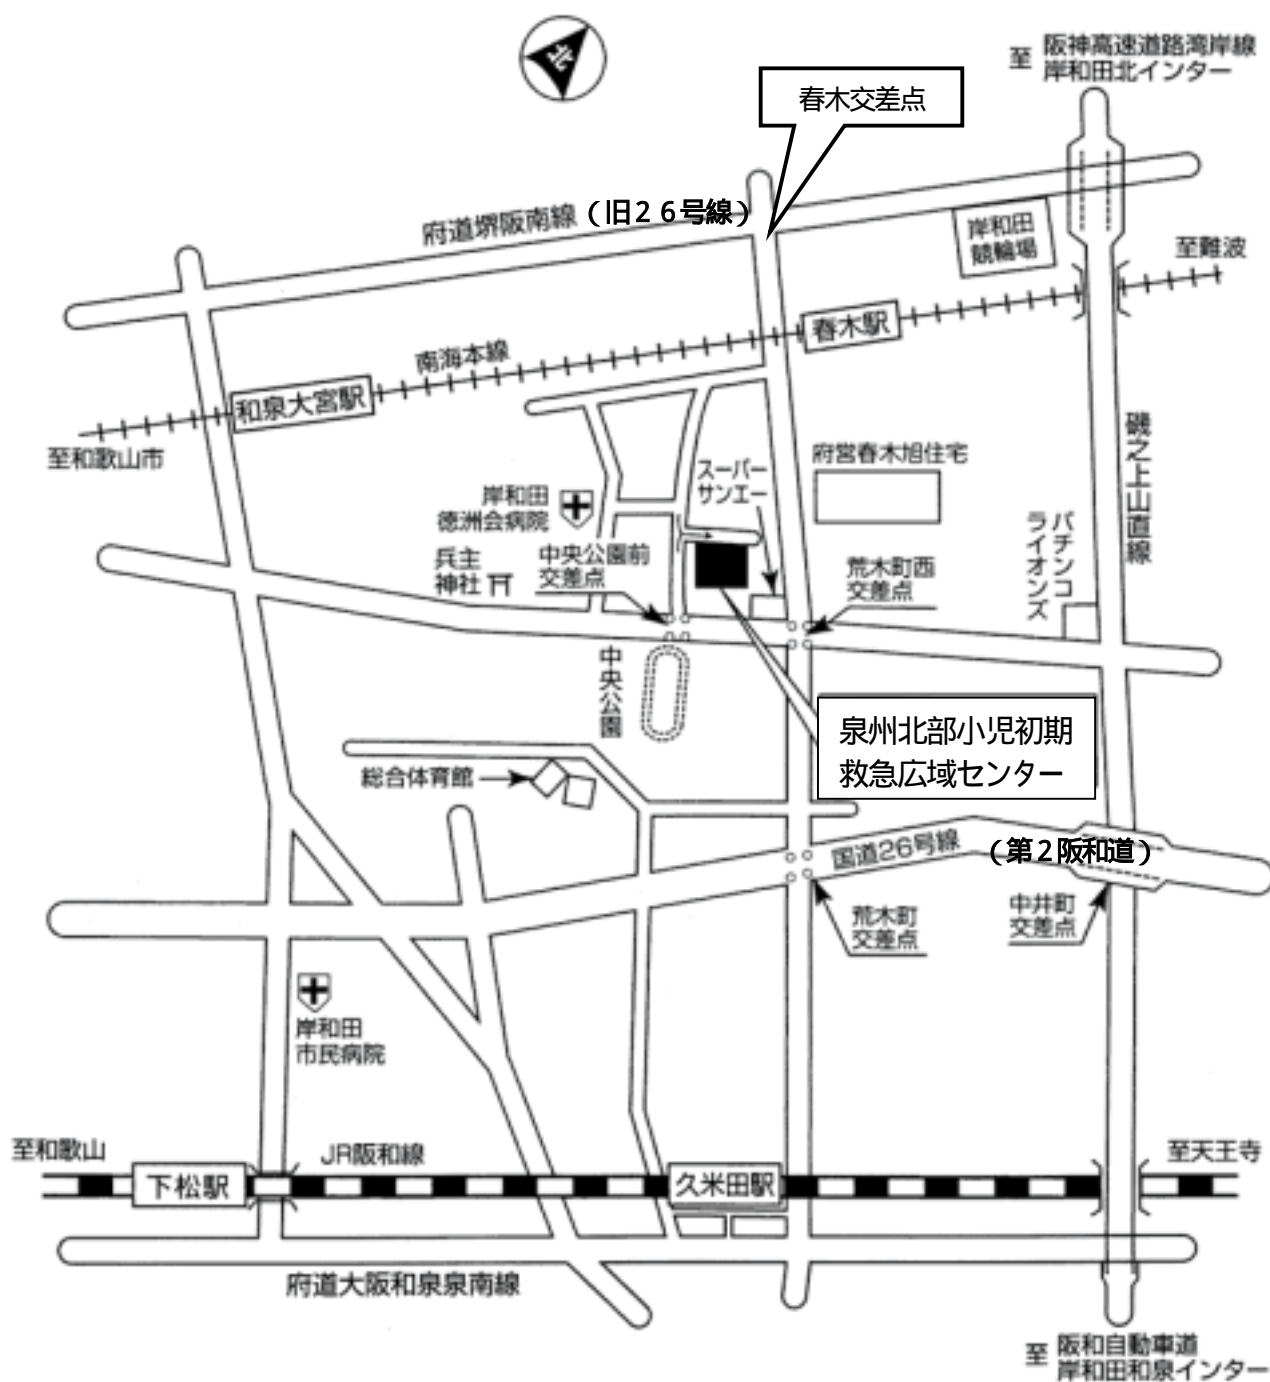 北
至 阪神高速道路湾岸線
岸和田北インター
春木交差点
府道堺阪南線（旧２６号線）
岸和田
競輪場
至難波
春木駅
南海本線
和泉大宮駅
至和歌山市
磯之上山直線
府営春木旭住宅
スーパー
サンエー
岸和田
徳洲会病院
パチンコ
ライオンズ
兵主
神社
中央公園前
交差点
荒木町西
交差点
中央公園
泉州北部小児初期
救急広域センター
総合体育館
国道26号線（第２阪和道）
荒木町
交差点
中井町
交差点
岸和田
市民病院
至和歌山
JR阪和線
至天王寺
下松駅
久米田駅
府道大阪和泉泉南線
至 阪和自動車道
岸和田和泉インター